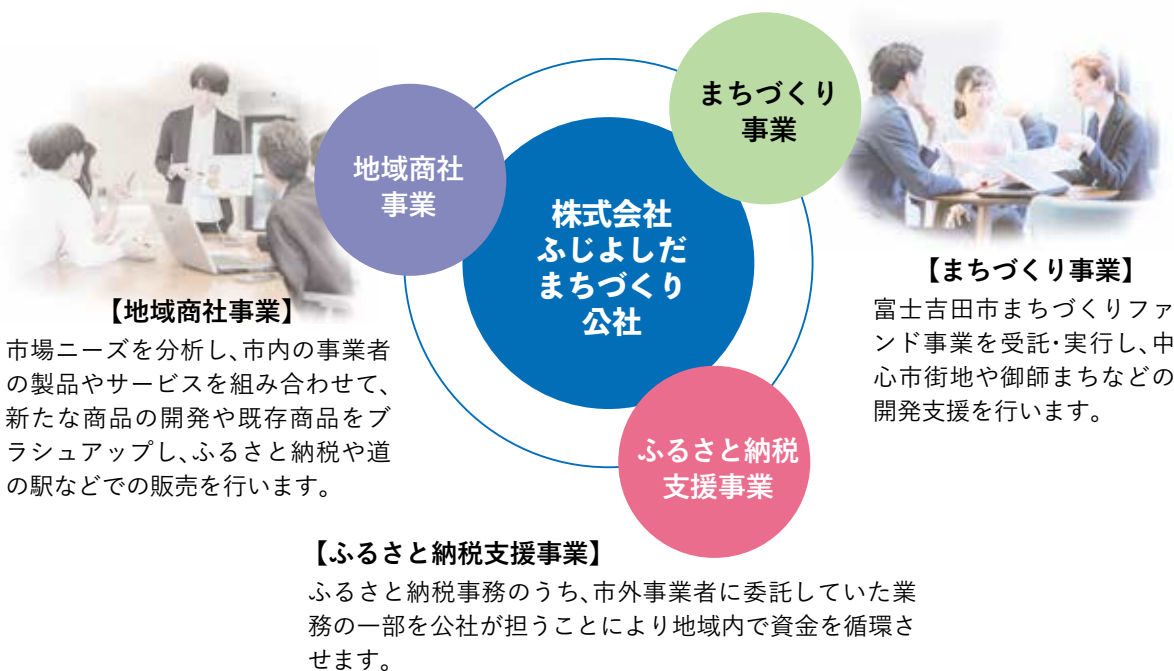 まちづくり
事業
地域商社
事業
株式会社
ふじよしだ
まちづくり
公社
ふるさと納税
支援事業
【地域商社事業】
市場ニーズを分析し、市内の事業者
の製品やサービスを組み合わせて、
新たな商品の開発や既存商品をブ
ラシュアップし、ふるさと納税や道
の駅などでの販売を行います。
【まちづくり事業】
富士吉田市まちづくりファ
ンド事業を受託・実行し、中
心市街地や御師まちなどの
開発支援を行います。
【ふるさと納税支援事業】
ふるさと納税事務のうち、市外事業者に委託していた業
務の一部を公社が担うことにより地域内で資金を循環さ
せます。